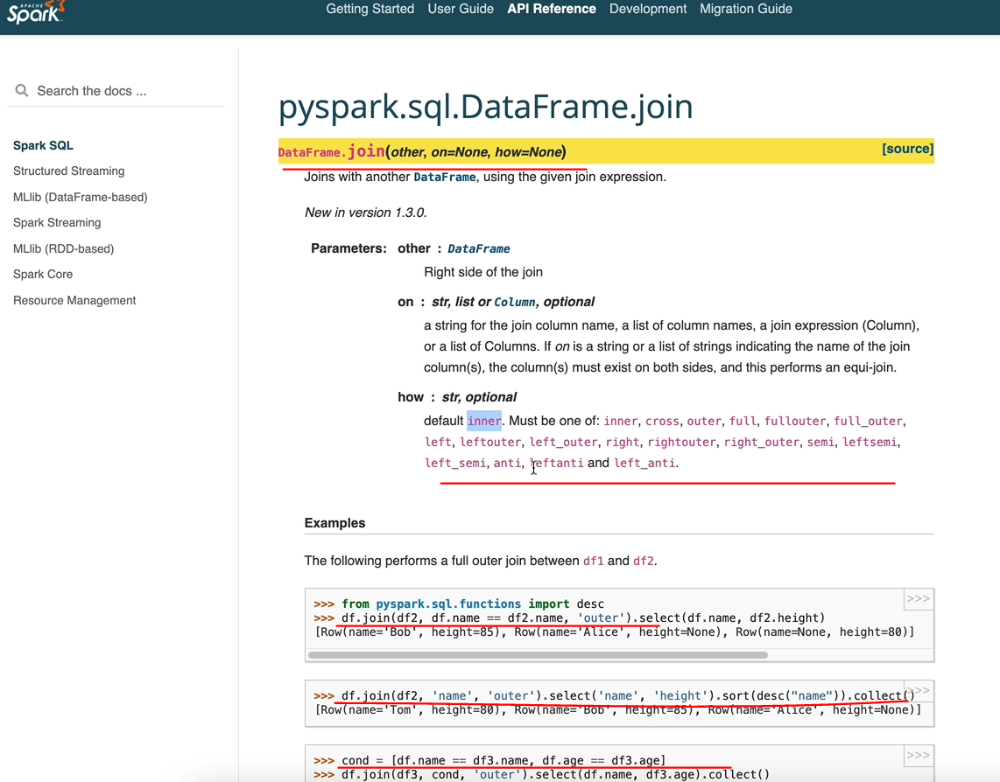 APACHE
Spark™
Getting Started User Guide API Reference Development Migration Guide
Search the docs ...
Spark SQL
Structured Streaming
MLlib (DataFrame-based)
Spark Streaming
MLlib (RDD-based)
Spark Core
Resource Management
pyspark.sql.DataFrame.join
DataFrame.join(other, on=None, how=None) [source]
Joins with another DataFrame, using the given join expression.
New in version 1.3.0.
Parameters: other : DataFrame
Right side of the join
on : str, list or Column, optional
a string for the join column name, a list of column names, a join expression (Column),
or a list of Columns. If on is a string or a list of strings indicating the name of the join
column(s), the column(s) must exist on both sides, and this performs an equi-join.
how : str, optional
default inner. Must be one of: inner, cross, outer, full, fullouter, full_outer,
left, leftouter, left_outer, right, rightouter, right_outer, semi, leftsemi,
left_semi, anti, leftanti and left_anti.
Examples
The following performs a full outer join between df1 and df2.
>>>
>>> from pyspark.sql.functions import desc
>>> df.join(df2, df.name == df2.name, 'outer').select(df.name, df2.height)
[Row(name='Bob', height=85), Row(name='Alice', height=None), Row(name=None, height=80)]
>>>
>>> df.join(df2, 'name', 'outer').select('name', 'height').sort(desc("name")).collect()
[Row(name='Tom', height=80), Row(name='Bob', height=85), Row(name='Alice', height=None)]
>>>
>>> cond = [df.name == df3.name, df.age == df3.age]
>>> df.join(df3, cond, 'outer').select(df.name, df3.age).collect()